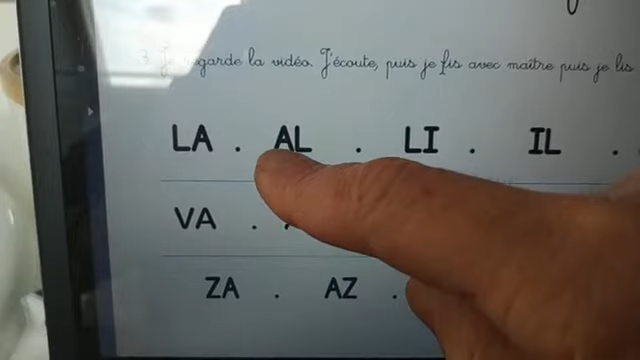 3. Je regarde la vidéo. J'écoute, puis je lis avec maître puis je lis
LA . AL . LI . IL .
VA .
ZA . AZ .